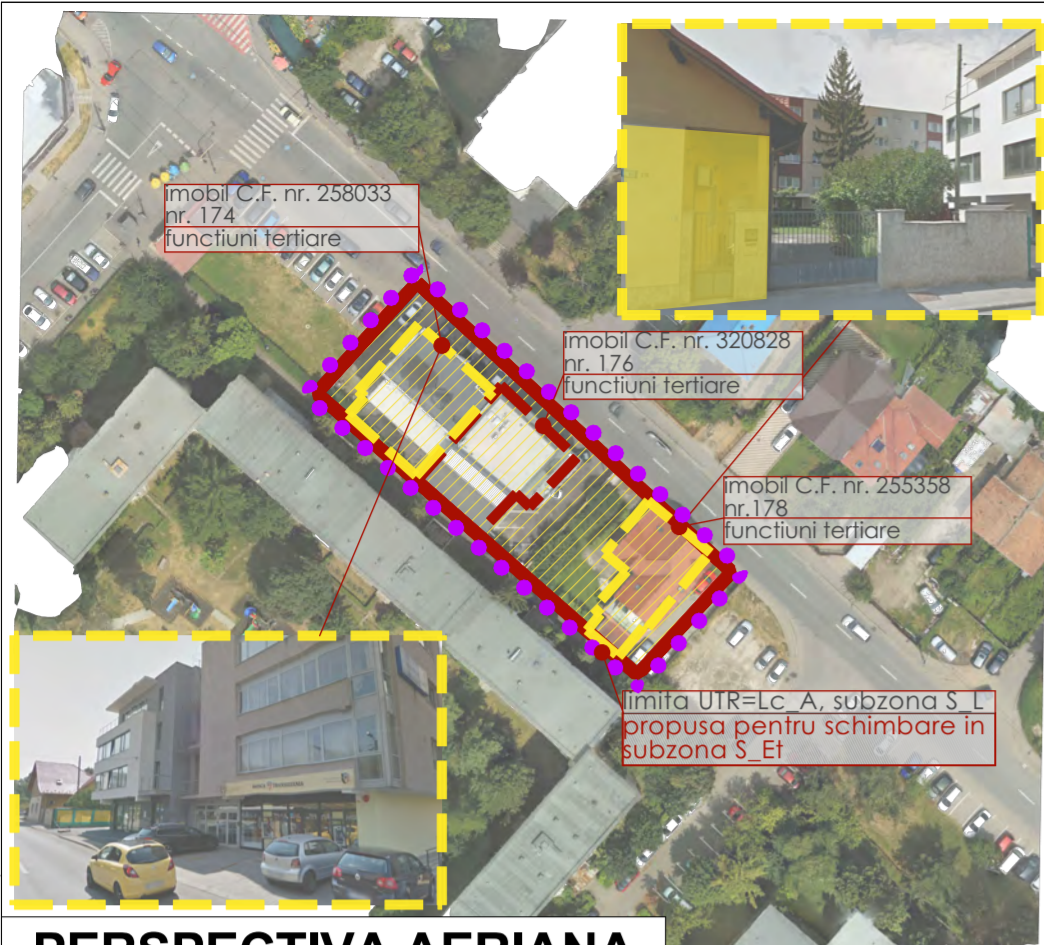 imobil C.F. nr. 258033
nr. 174
functiuni tertiare
imobil C.F. nr. 320828
nr. 176
functiuni tertiare
imobil C.F. nr. 255358
nr.178
functiuni tertiare
limita UTR=Lc_A, subzona S_L
propusa pentru schimbare in
subzona S_Et
PERSPECTIVA AERIANA